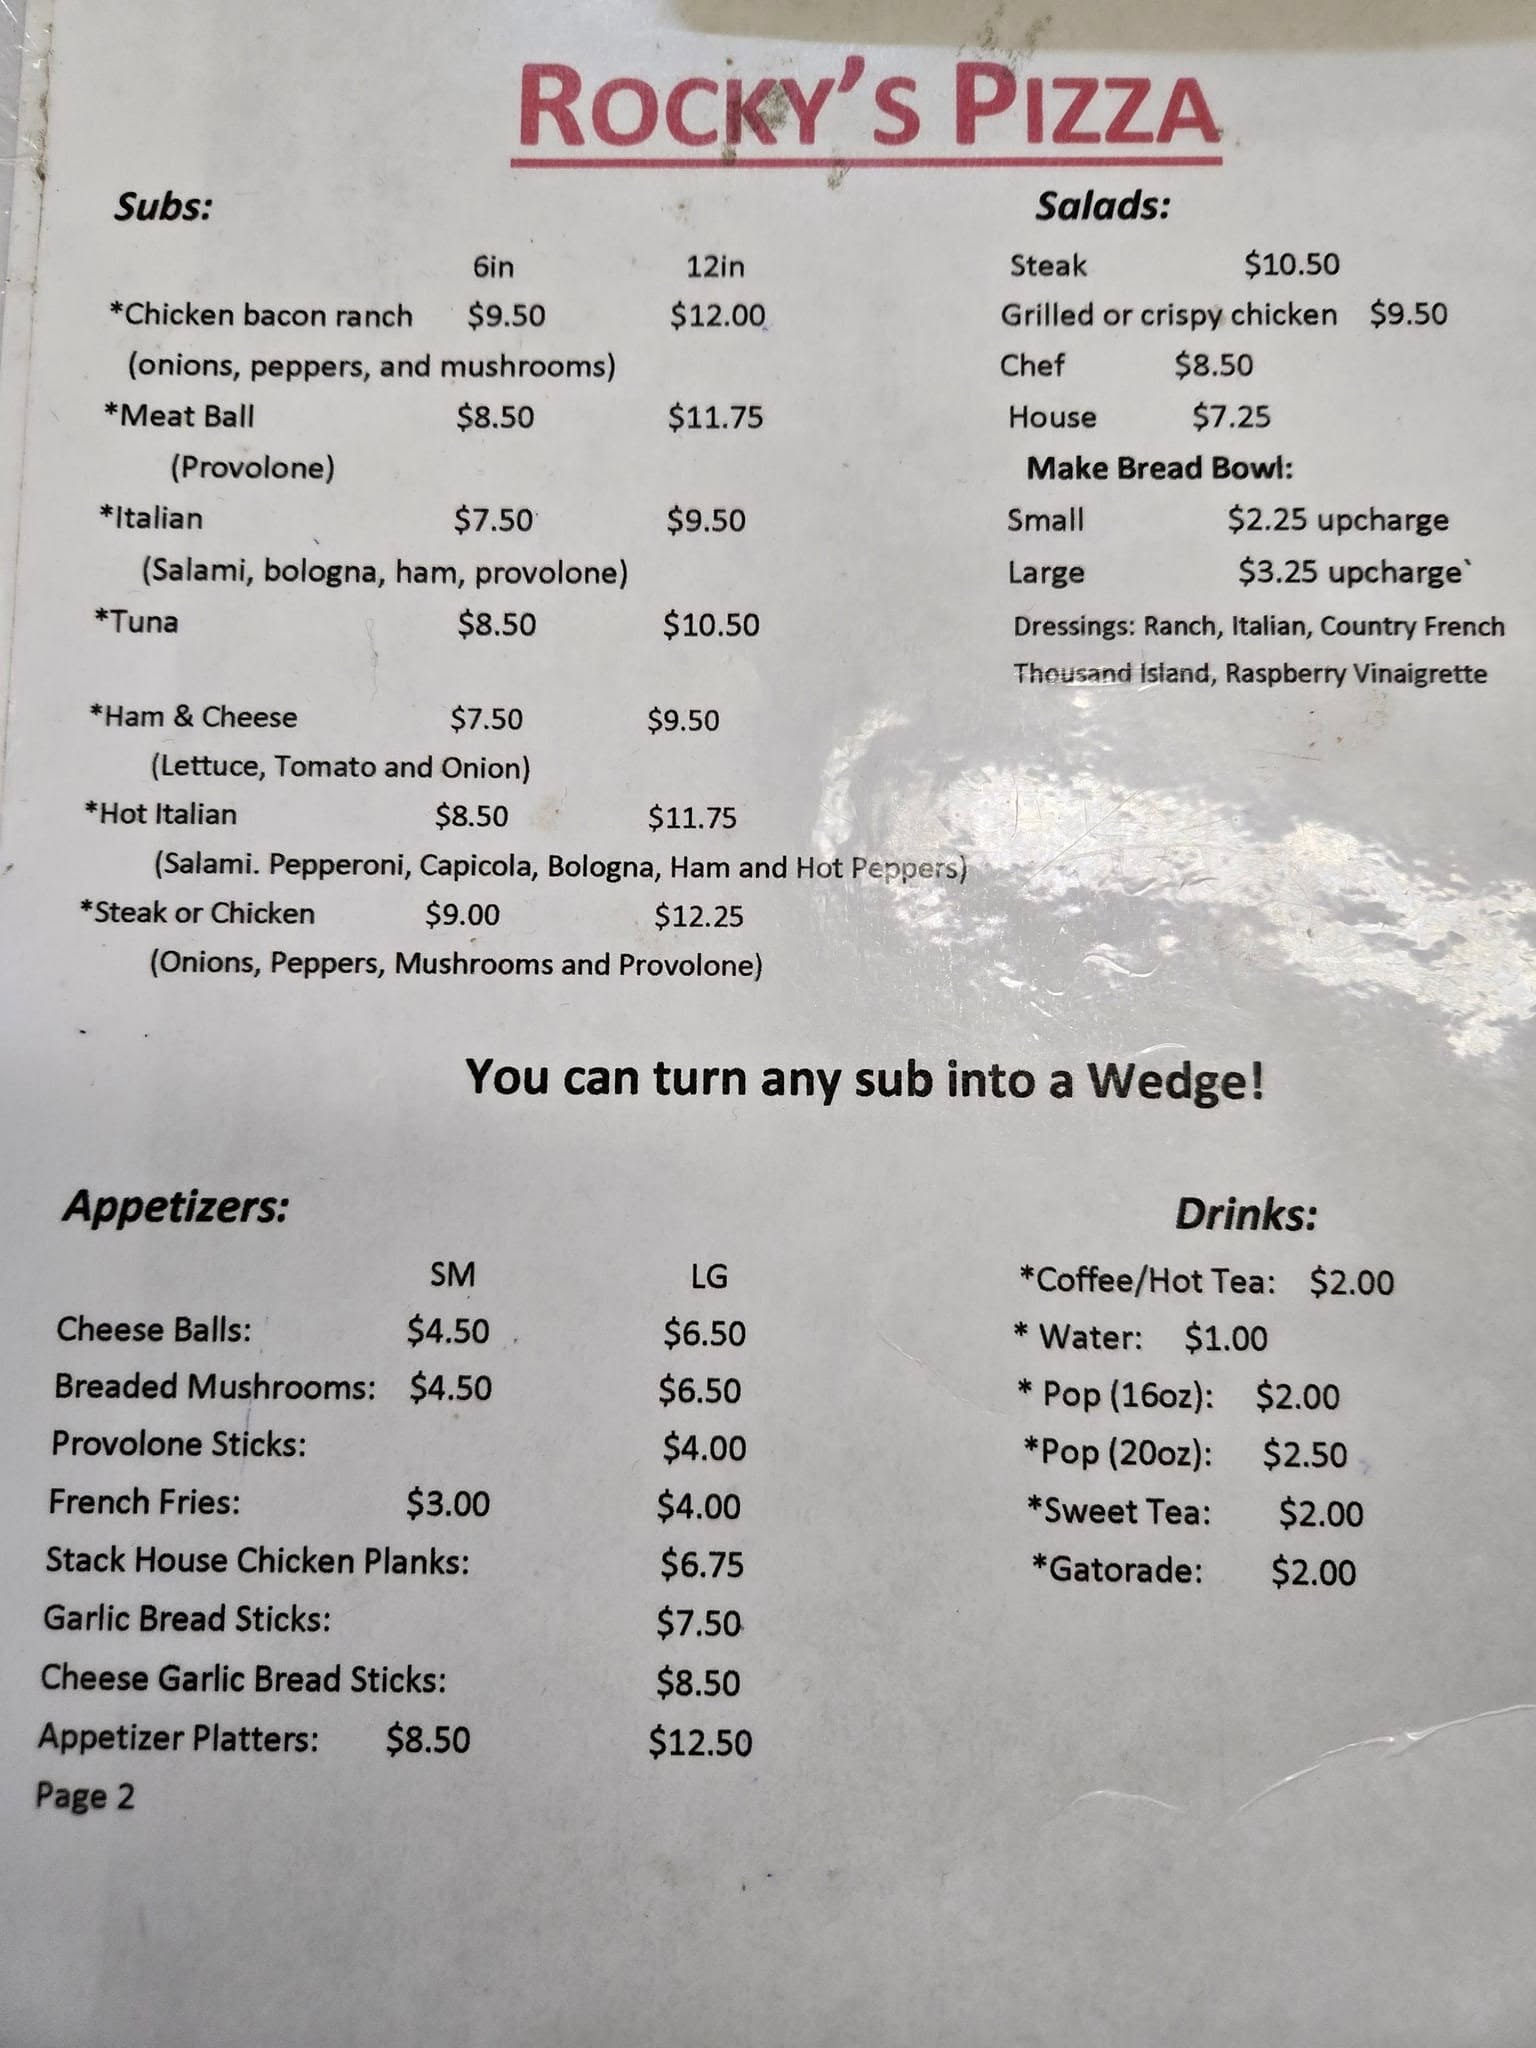 ROCKY'S PIZZA
Subs:
6in 12in
*Chicken bacon ranch $9.50 $12.00
(onions, peppers, and mushrooms)
*Meat Ball $8.50 $11.75
(Provolone)
*Italian $7.50 $9.50
(Salami, bologna, ham, provolone)
*Tuna $8.50 $10.50
*Ham & Cheese $7.50 $9.50
(Lettuce, Tomato and Onion)
*Hot Italian $8.50 $11.75
(Salami. Pepperoni, Capicola, Bologna, Ham and Hot Peppers)
*Steak or Chicken $9.00 $12.25
(Onions, Peppers, Mushrooms and Provolone)
Salads:
Steak $10.50
Grilled or crispy chicken $9.50
Chef $8.50
House $7.25
Make Bread Bowl:
Small $2.25 upcharge
Large $3.25 upcharge`
Dressings: Ranch, Italian, Country French
Thousand Island, Raspberry Vinaigrette
You can turn any sub into a Wedge!
Appetizers:
SM LG
Cheese Balls: $4.50 $6.50
Breaded Mushrooms: $4.50 $6.50
Provolone Sticks: $4.00
French Fries: $3.00 $4.00
Stack House Chicken Planks: $6.75
Garlic Bread Sticks: $7.50
Cheese Garlic Bread Sticks: $8.50
Appetizer Platters: $8.50 $12.50
Page 2
Drinks:
*Coffee/Hot Tea: $2.00
* Water: $1.00
* Pop (16oz): $2.00
*Pop (20oz): $2.50
*Sweet Tea: $2.00
*Gatorade: $2.00